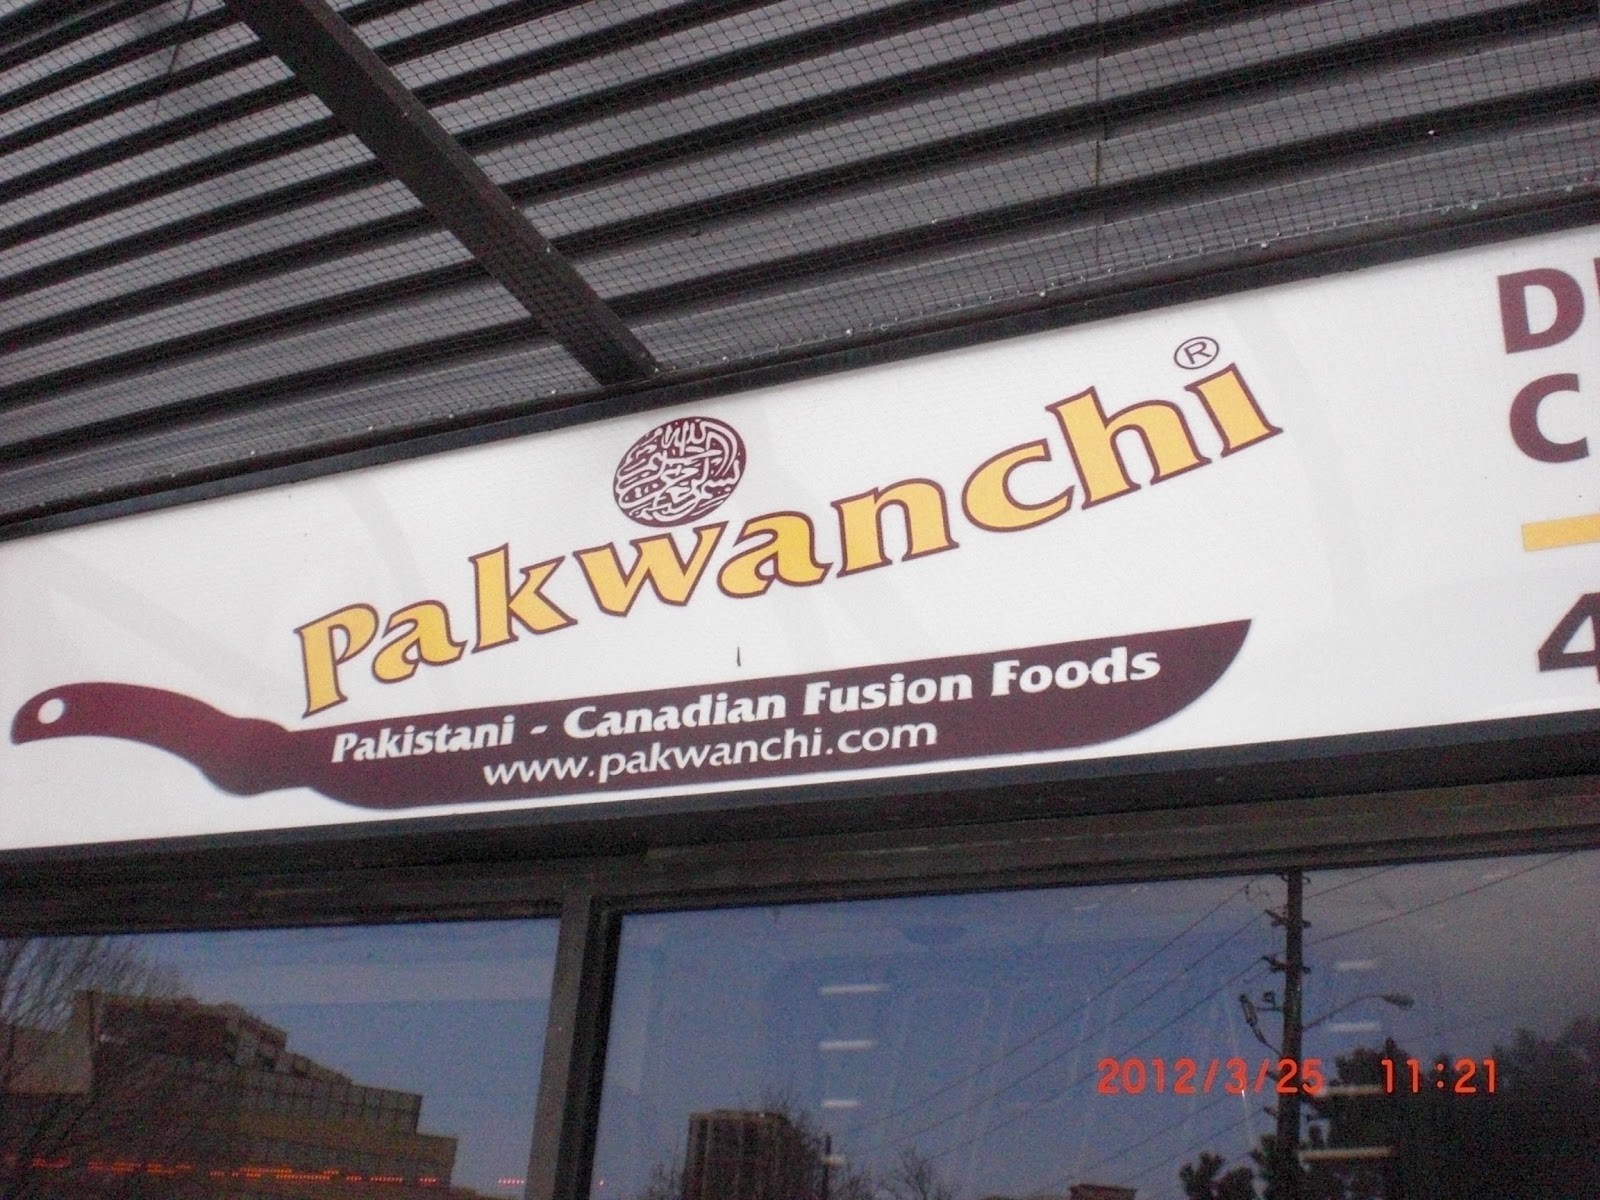 Pakwanchi ®
Pakistani - Canadian Fusion Foods
www.pakwanchi.com
2012/3/25 11:21